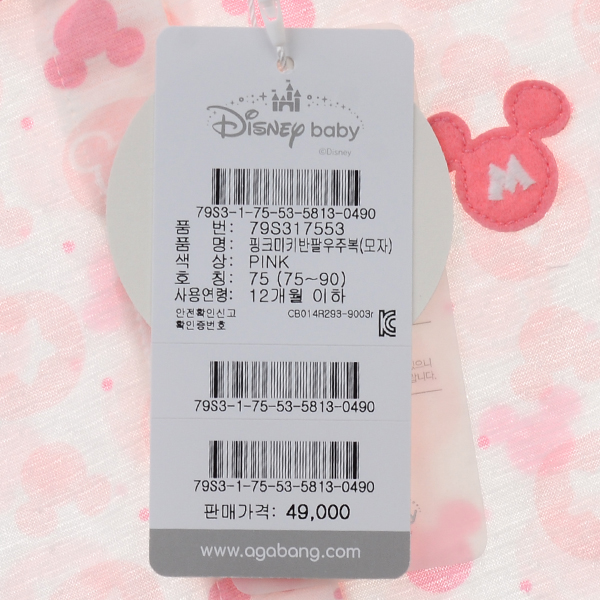 Disney baby
©Disney
79S3-1-75-53-5813-0490
품 번: 79S317553
품 명: 핑크미키반팔우주복(모자)
색 상: PINK
호 칭: 75 (75~90)
사용연령: 12개월 이하
안전확인신고
확인증번호 CB014R293-9003r
79S3-1-75-53-5813-0490
79S3-1-75-53-5813-0490
판매가격: 49,000
www.agabang.com
M